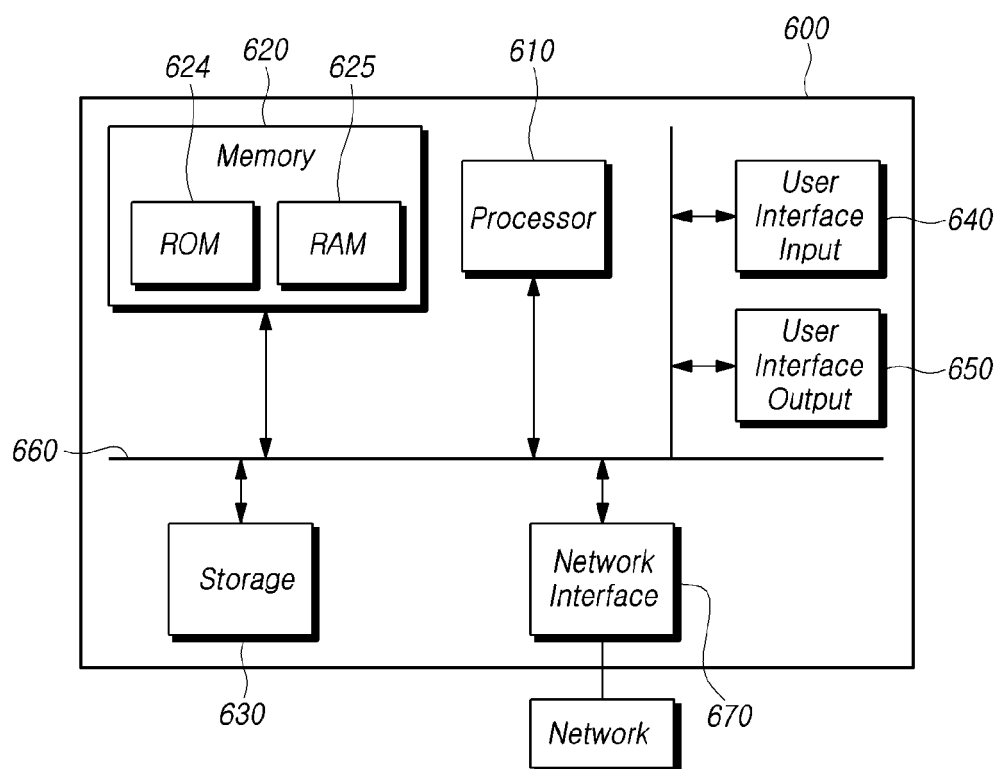 600
620
610
624
625
Memory
ROM
RAM
Processor
User
Interface
Input
640
User
Interface
Output
650
660
Storage
Network
Interface
630
670
Network